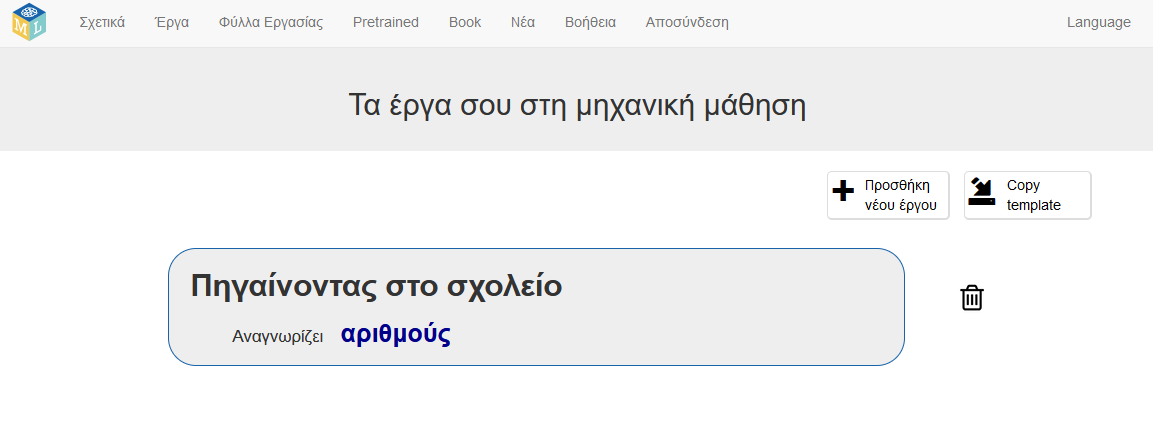 ML
Σχετικά Έργα Φύλλα Εργασίας Pretrained Book Νέα Βοήθεια Αποσύνδεση Language
Τα έργα σου στη μηχανική μάθηση
Προσθήκη
νέου έργου
Copy
template
Πηγαίνοντας στο σχολείο
Αναγνωρίζει αριθμούς